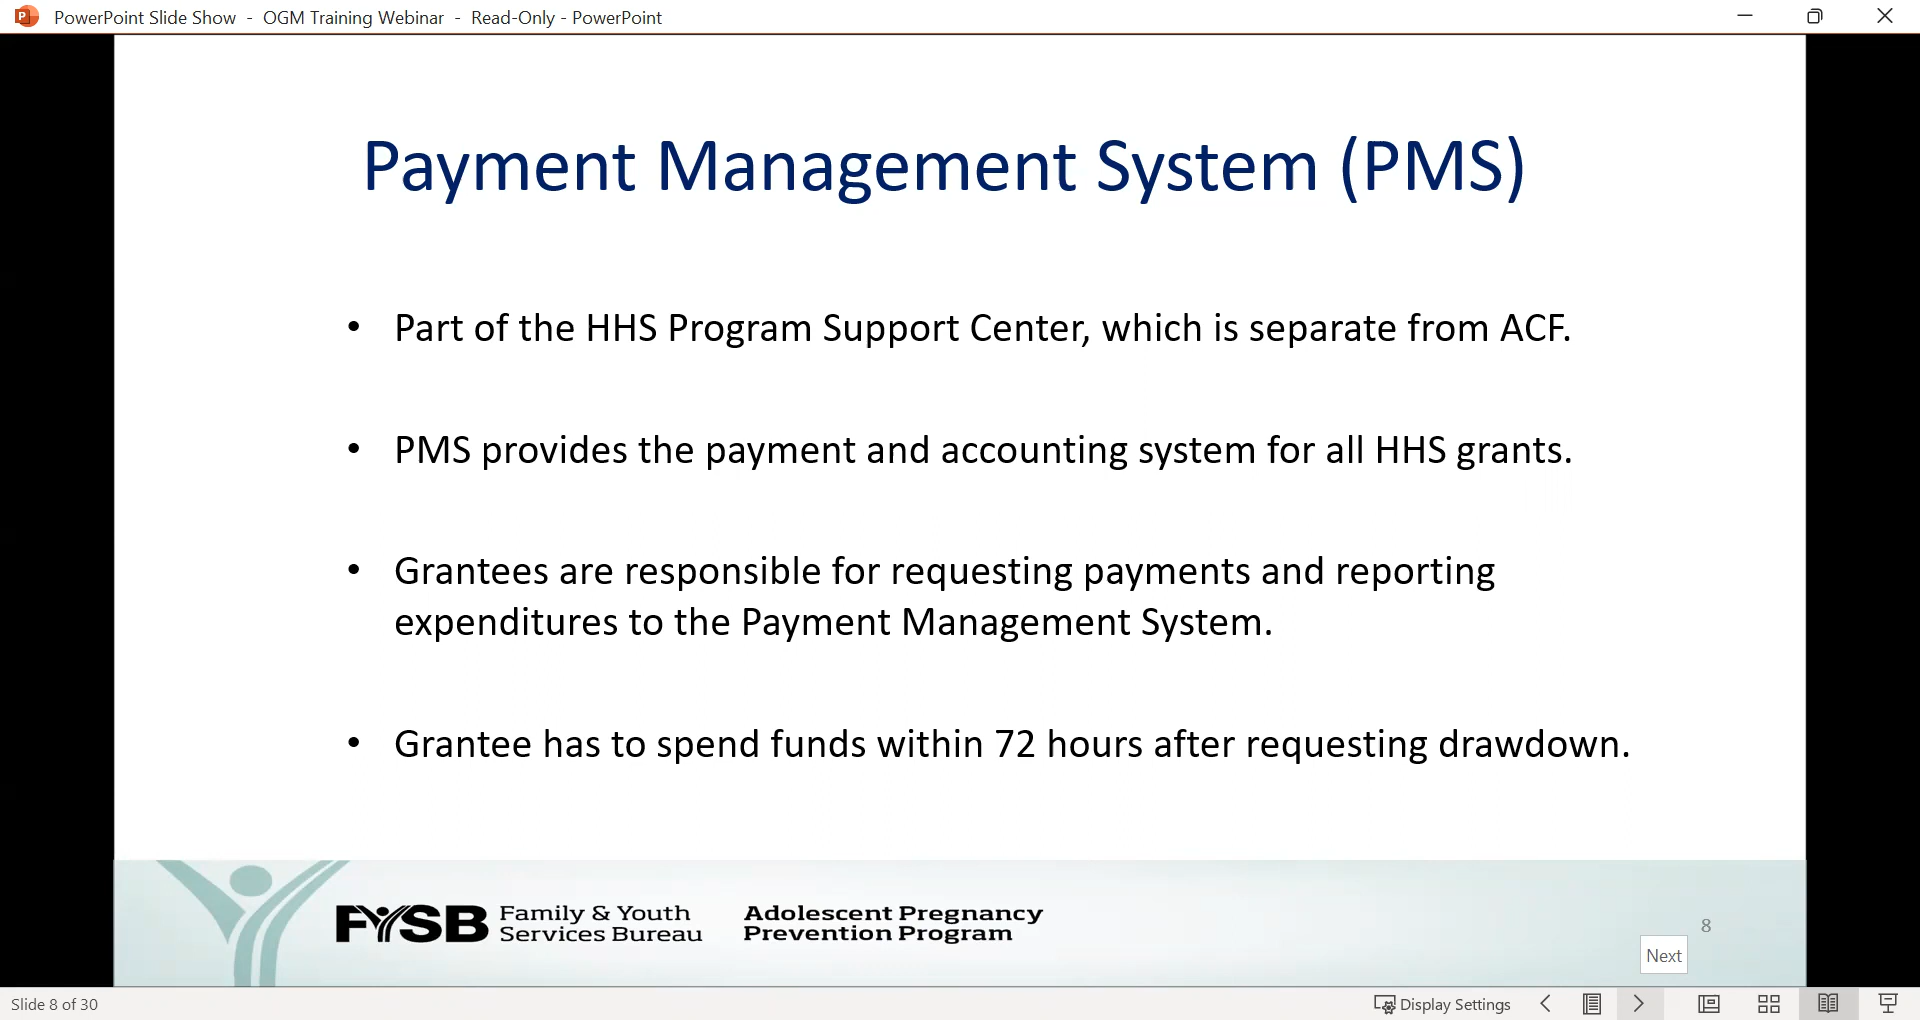 PowerPoint Slide Show - OGM Training Webinar - Read-Only - PowerPoint
Payment Management System (PMS)
• Part of the HHS Program Support Center, which is separate from ACF.
• PMS provides the payment and accounting system for all HHS grants.
• Grantees are responsible for requesting payments and reporting
expenditures to the Payment Management System.
• Grantee has to spend funds within 72 hours after requesting drawdown.
FYSB Family & Youth
Services Bureau
Adolescent Pregnancy
Prevention Program
8
Next
Slide 8 of 30
Display Settings